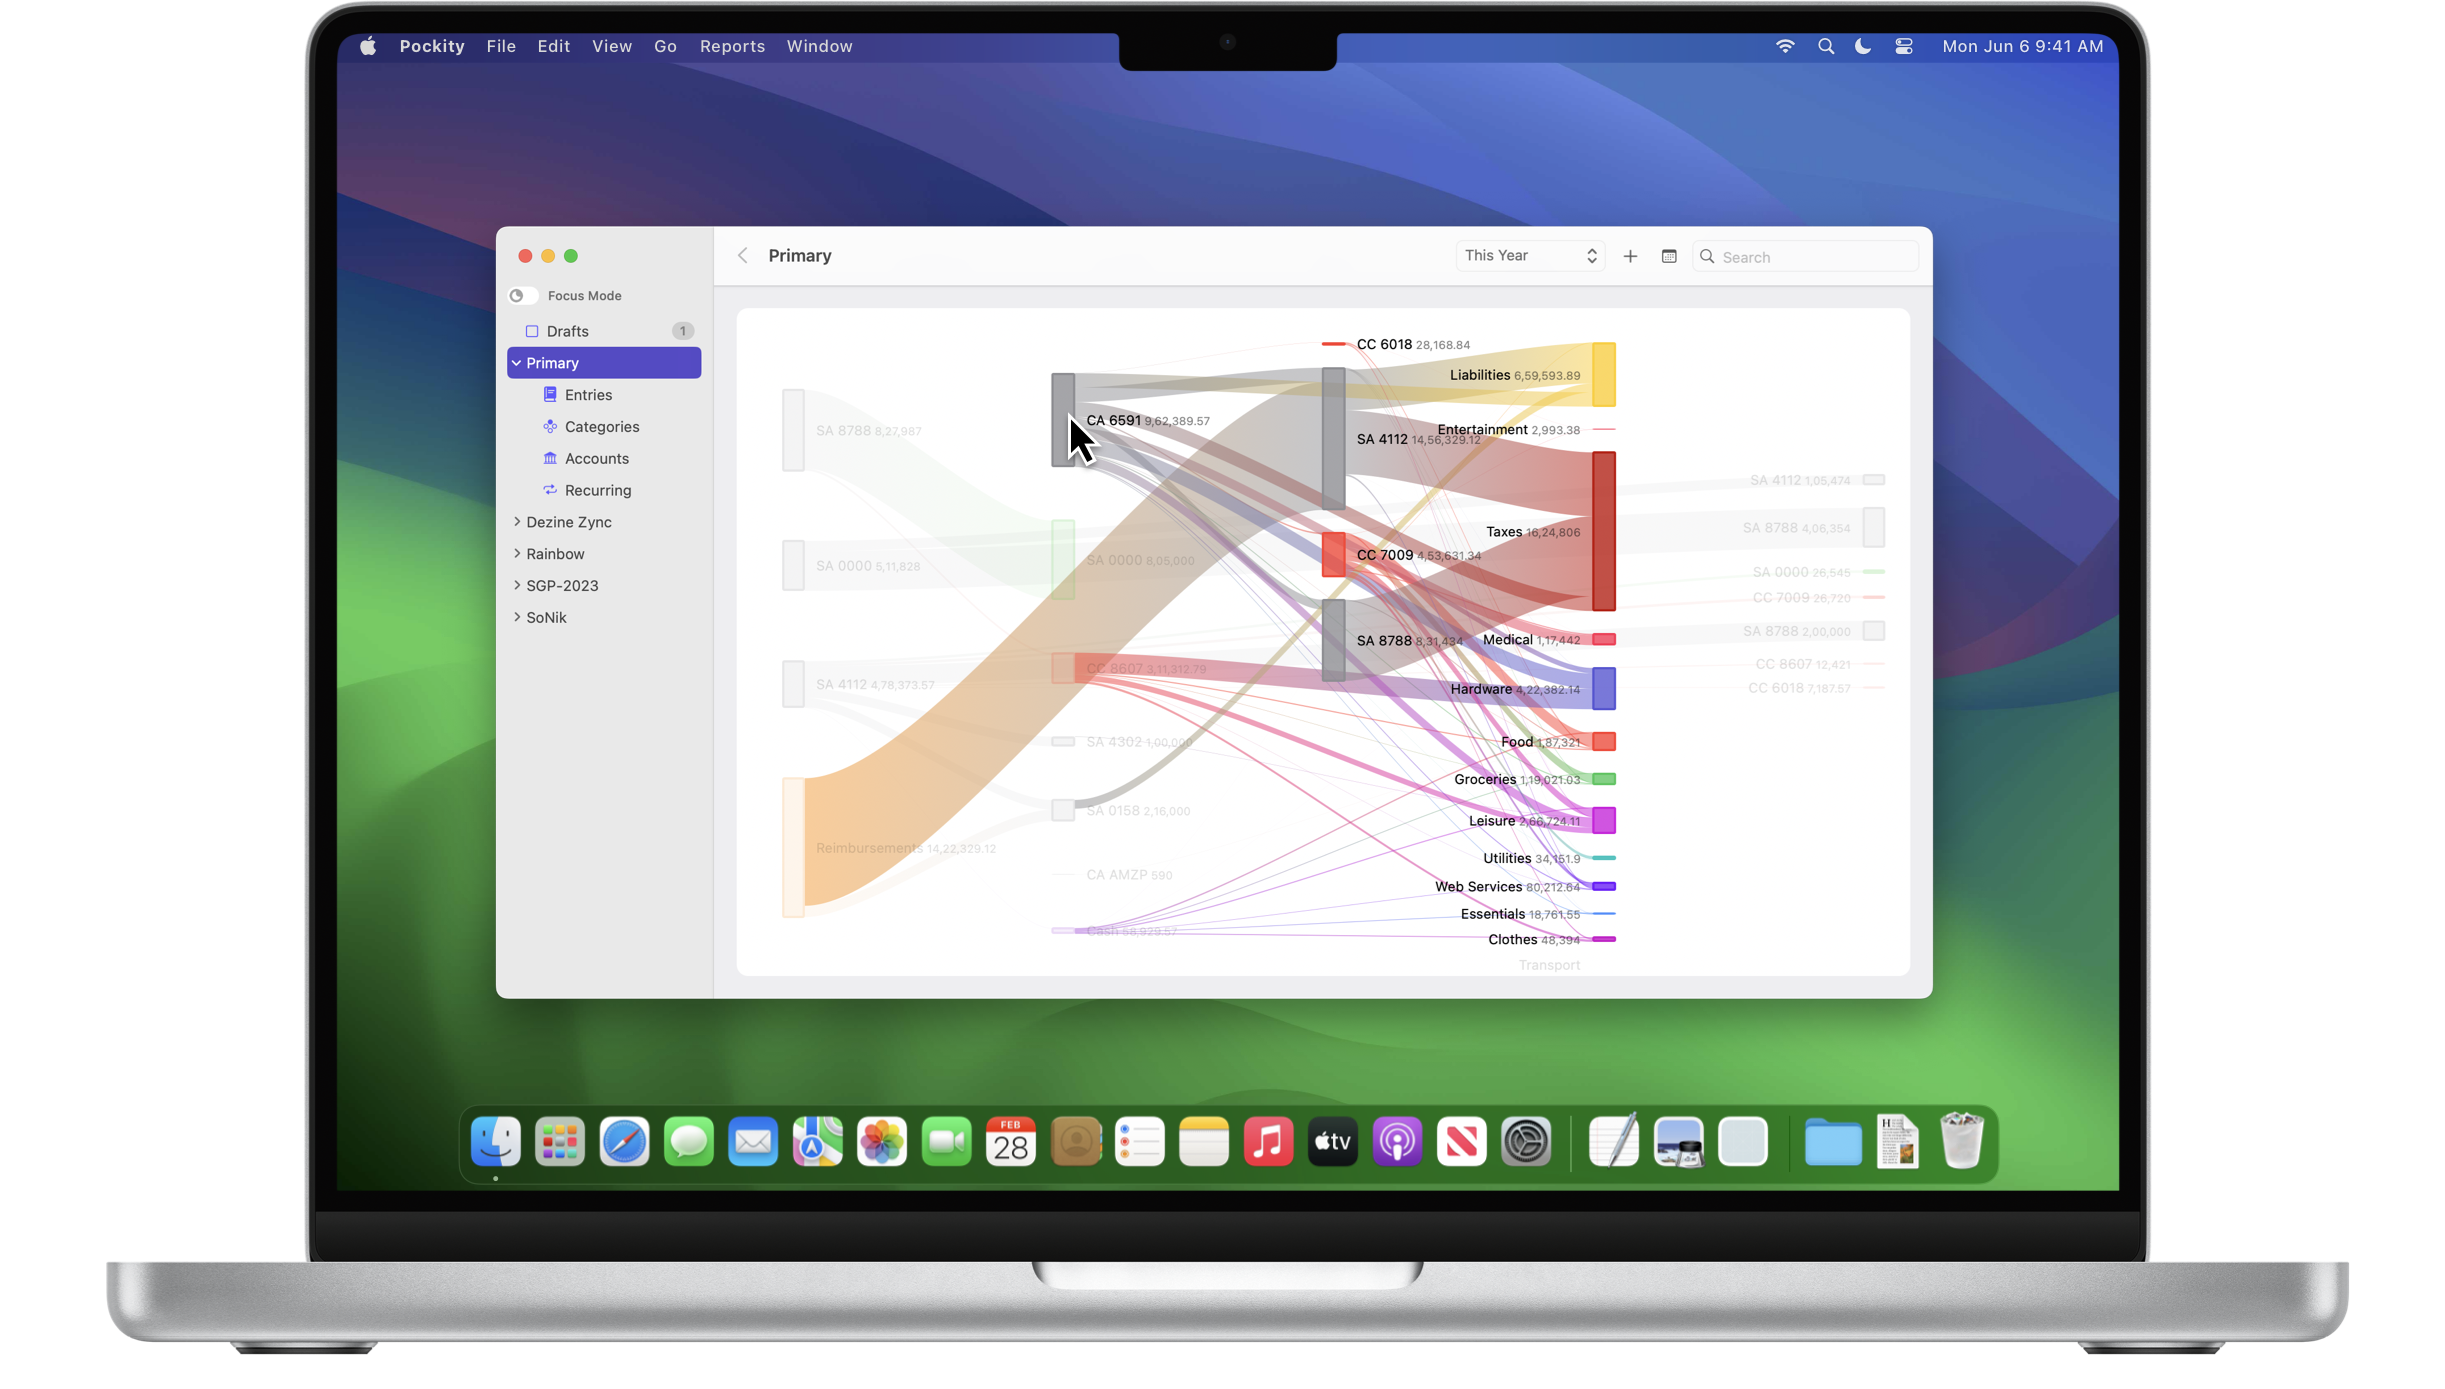 Pockity File Edit View Go Reports Window Mon Jun 6 9:41 AM
Primary This Year Search
Focus Mode
Drafts 1
Primary
Entries
Categories
Accounts
Recurring
Dezine Zync
Rainbow
SGP-2023
SoNik
SA 8788 8,27,987
SA 0000 5,11,828
SA 4112 4,78,373.57
Reimbursements 14,22,329.12
CA 6591 9,62,389.57
SA 0000 8,05,000
CC 8607 3,11,312.79
SA 4302 1,00,000
SA 0158 2,16,000
CA AMZP 590
Cash
CC 6018 28,168.84
SA 4112 14,56,329.12
CC 7009 4,53,631.34
SA 8788 8,31,434
Liabilities 6,59,593.89
Entertainment 2,993.38
Taxes 16,24,806
Medical 1,17,442
Hardware 4,22,382.14
Food 1,87,321
Groceries 1,19,021.03
Leisure 2,66,724.11
Utilities 34,151.9
Web Services 80,212.64
Essentials 18,761.55
Clothes 48,394
Transport
SA 4112 1,05,474
SA 8788 4,06,354
SA 0000 26,545
CC 7009 26,720
SA 8788 2,00,000
CC 8607 12,421
CC 6018 7,187.57
FEB
28
tv